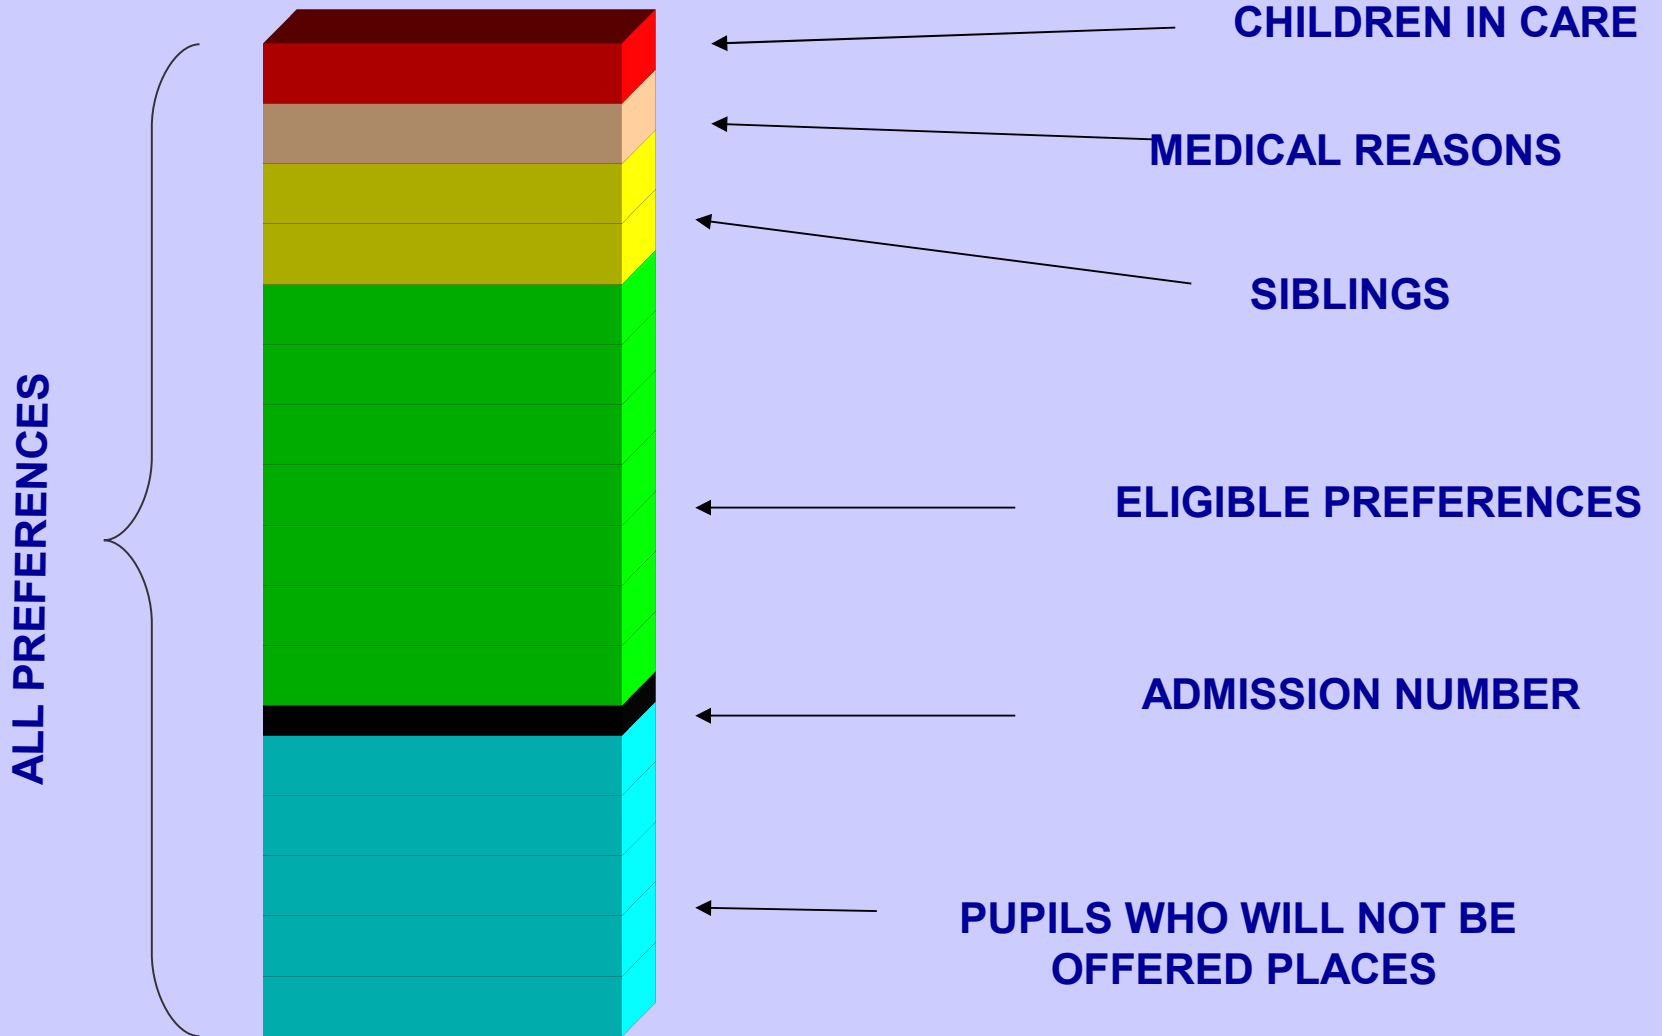 CHILDREN IN CARE
MEDICAL REASONS
SIBLINGS
ALL PREFERENCES
ELIGIBLE PREFERENCES
ADMISSION NUMBER
PUPILS WHO WILL NOT BE
OFFERED PLACES